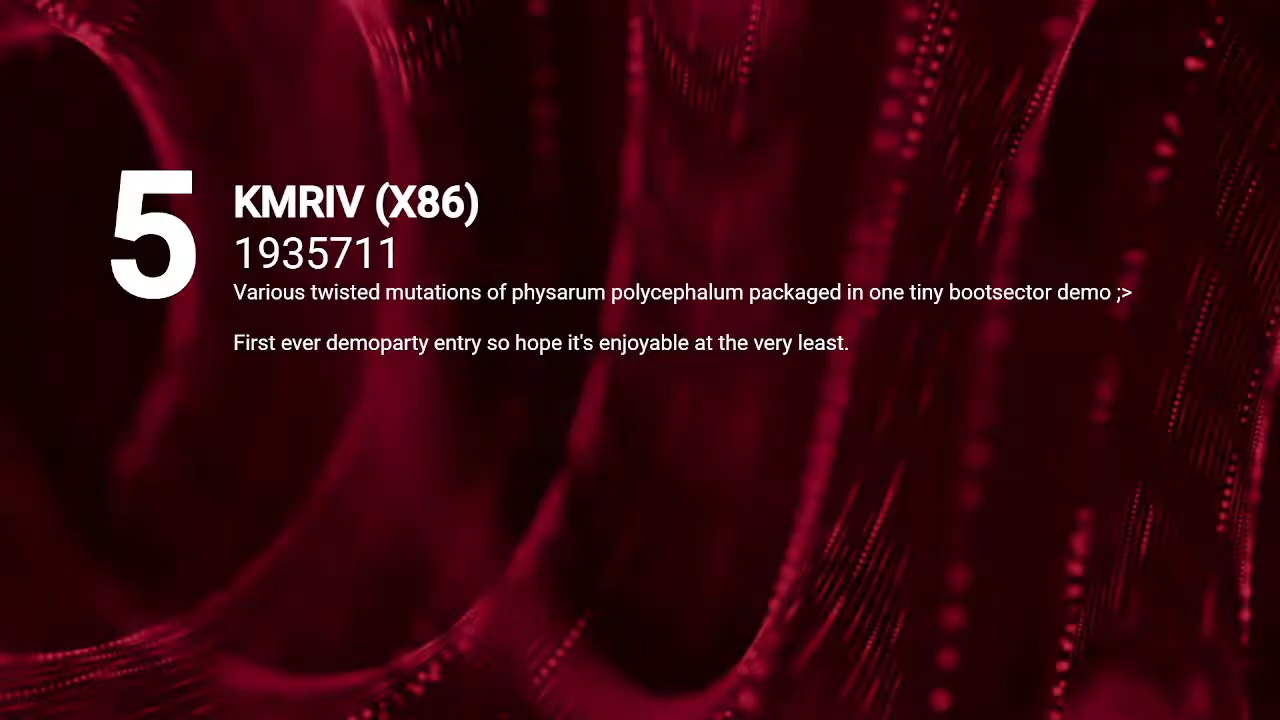 5
KMRIV (X86)
1935711
Various twisted mutations of physarum polycephalum packaged in one tiny bootsector demo ;>
First ever demoparty entry so hope it's enjoyable at the very least.